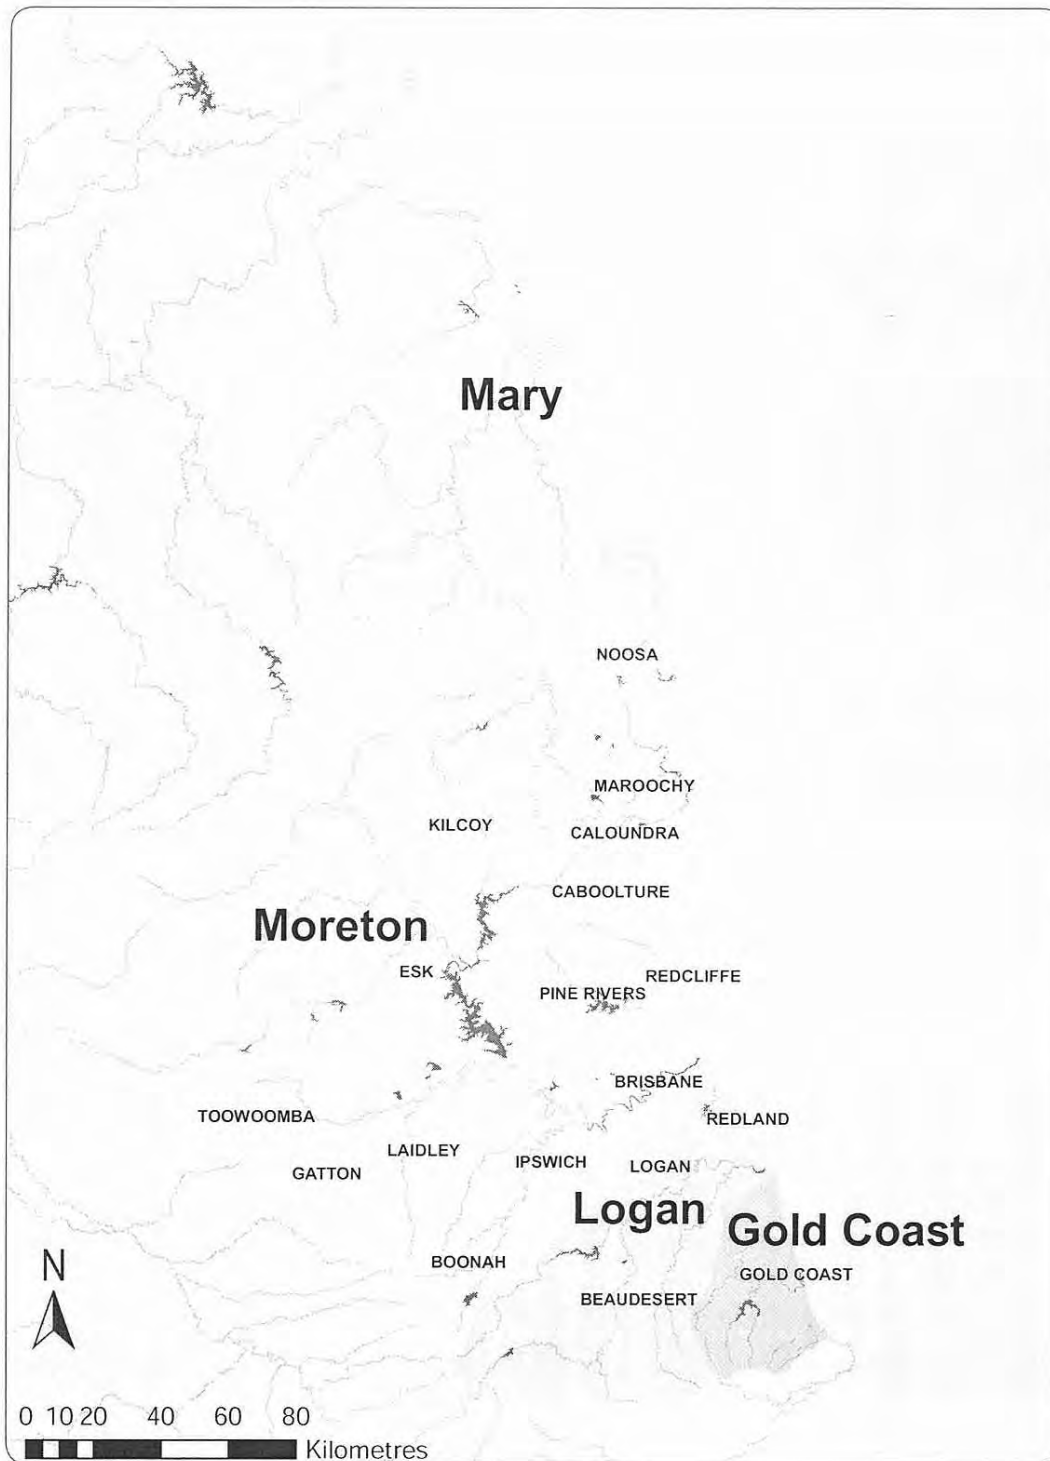 Mary
NOOSA
MAROOCHY
KILCOY
CALOUNDRA
CABOOLTURE
Moreton
ESK
REDCLIFFE
PINE RIVERS
BRISBANE
TOOWOOMBA
REDLAND
LAIDLEY
IPSWICH
LOGAN
GATTON
Logan
Gold Coast
BOONAH
GOLD COAST
BEAUDESERT
N
0 10 20 40 60 80
Kilometres